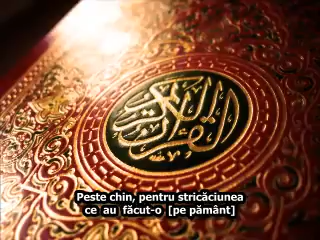 القرآن الكريم
Peste chin, pentru stricăciunea
ce au făcut-o [pe pământ]